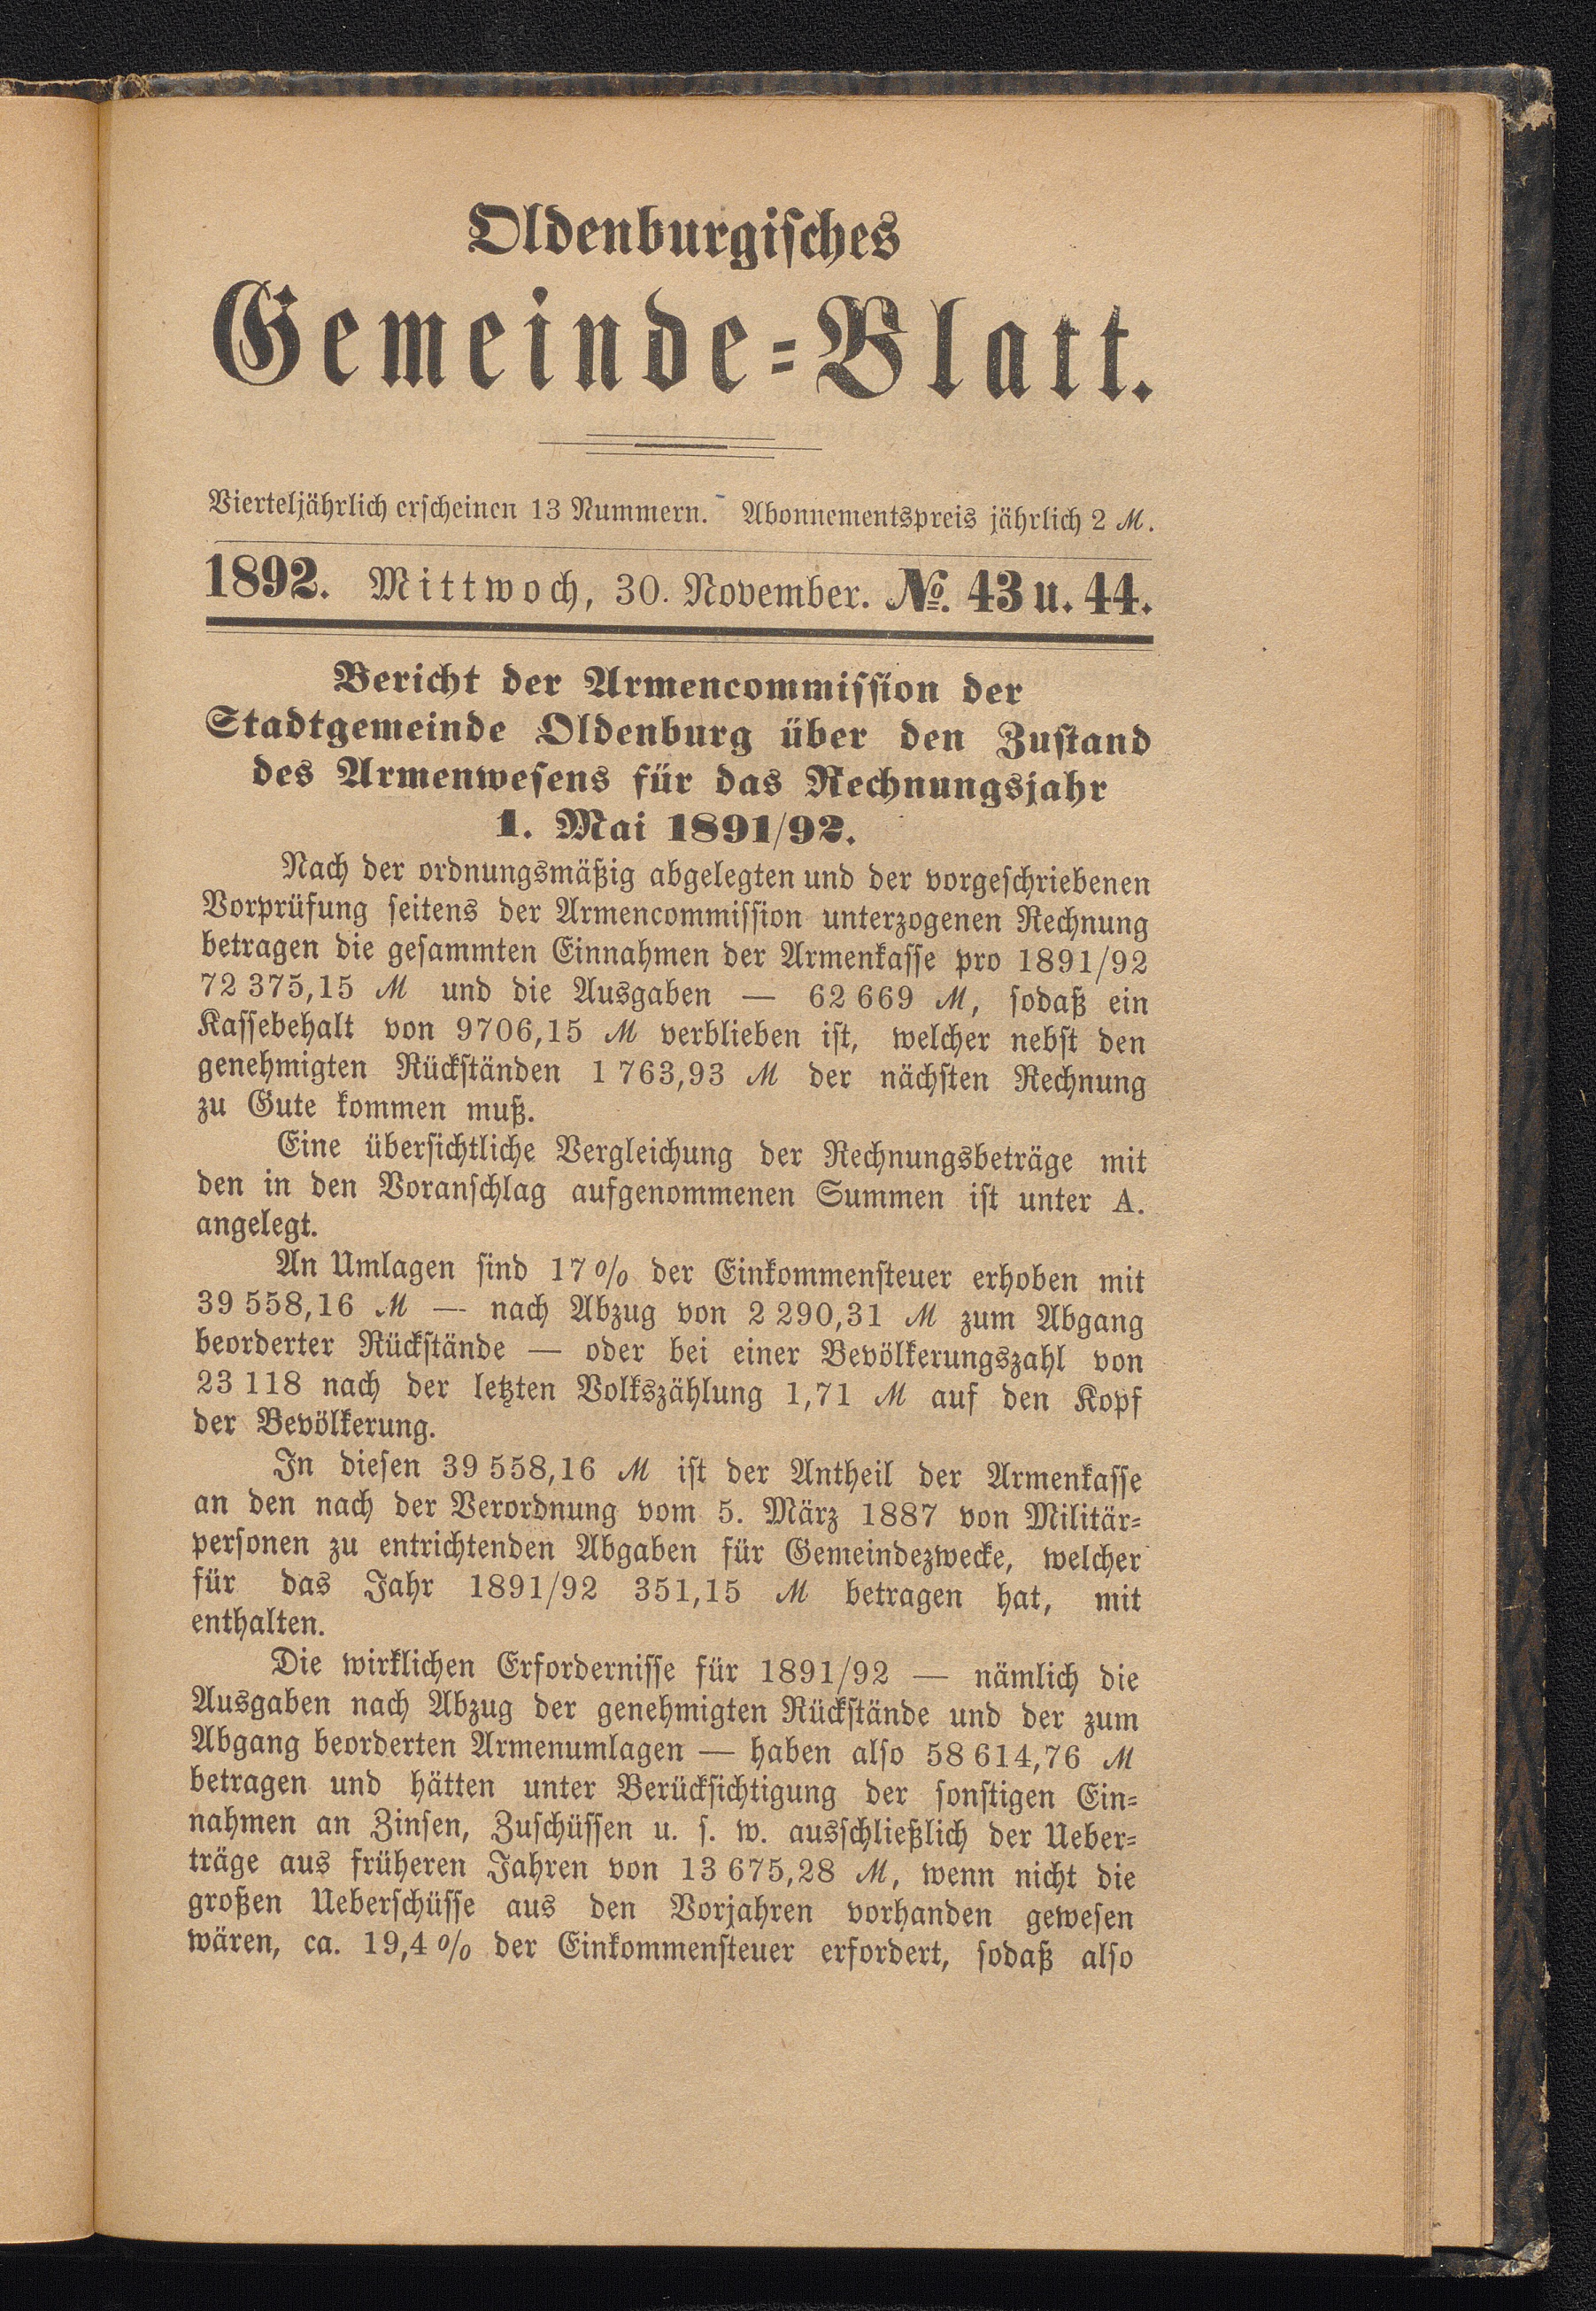 Oldenburgisches
Gemeinde=Blatt.
Vierteljährlich erscheinen 13 Nummern. Abonnementspreis jährlich 2 M.
1892. Mittwoch, 30. November. No. 43 u. 44.
Bericht der Armencommission der
Stadtgemeinde Oldenburg über den Zustand
des Armenwesens für das Rechnungsjahr
1. Mai 1891/92.
Nach der ordnungsmäßig abgelegten und der vorgeschriebenen
Vorprüfung seitens der Armencommission unterzogenen Rechnung
betragen die gesammten Einnahmen der Armenkasse pro 1891/92
72 375,15 M und die Ausgaben — 62 669 M, sodaß ein
Kassebehalt von 9706,15 M verblieben ist, welcher nebst den
genehmigten Rückständen 1 763,93 M der nächsten Rechnung
zu Gute kommen muß.
Eine übersichtliche Vergleichung der Rechnungsbeträge mit
den in den Voranschlag aufgenommenen Summen ist unter A.
angelegt.
An Umlagen sind 17 % der Einkommensteuer erhoben mit
39 558,16 M — nach Abzug von 2 290,31 M zum Abgang
beorderter Rückstände — oder bei einer Bevölkerungszahl von
23 118 nach der letzten Volkszählung 1,71 M auf den Kopf
der Bevölkerung.
In diesen 39 558,16 M ist der Antheil der Armenkasse
an den nach der Verordnung vom 5. März 1887 von Militär=
personen zu entrichtenden Abgaben für Gemeindezwecke, welcher
für das Jahr 1891/92 351,15 M betragen hat, mit
enthalten.
Die wirklichen Erfordernisse für 1891/92 — nämlich die
Ausgaben nach Abzug der genehmigten Rückstände und der zum
Abgang beorderten Armenumlagen — haben also 58 614,76 M
betragen und hätten unter Berücksichtigung der sonstigen Ein=
nahmen an Zinsen, Zuschüssen u. s. w. ausschließlich der Ueber=
träge aus früheren Jahren von 13 675,28 M, wenn nicht die
großen Ueberschüsse aus den Vorjahren vorhanden gewesen
wären, ca. 19,4 % der Einkommensteuer erfordert, sodaß also